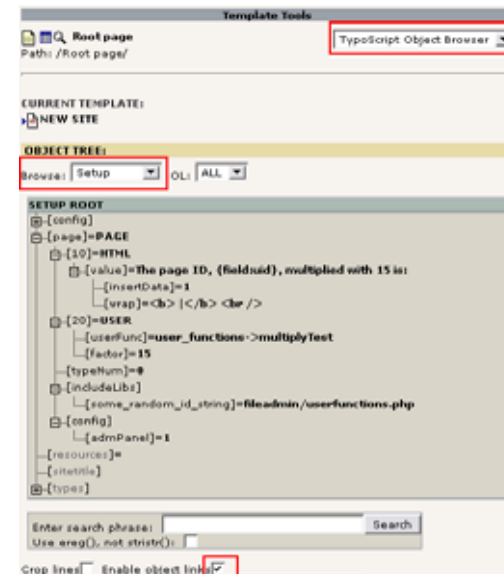 Template Tools
Root page
TypoScript Object Browser
Path: /Root page/
CURRENT TEMPLATE:
NEW SITE
OBJECT TREE:
Browse: Setup OL: ALL
SETUP ROOT
[config]
[page]=PAGE
[10]=HTML
[value]=The page ID, {field:uid}, multiplied with 15 is:
[insertData]=1
[wrap]=<b> |</b> <br />
[20]=USER
[userFunc]=user_functions->multiplyTest
[factor]=15
[typeNum]=0
[includeLibs]
[some_random_id_string]=fileadmin/userfunctions.php
[config]
[admPanel]=1
[resources]=
[sitetitle]
[types]
Enter search phrase: Search
Use ereg(), not stristr():
Crop lines Enable object links